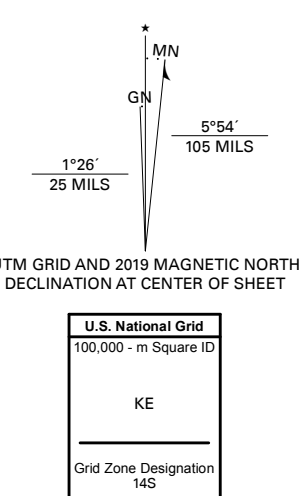 ★
MN
GN
5°54´
105 MILS
1°26´
25 MILS
UTM GRID AND 2019 MAGNETIC NORTH
DECLINATION AT CENTER OF SHEET
U.S. National Grid
100,000 - m Square ID
KE
Grid Zone Designation
14S